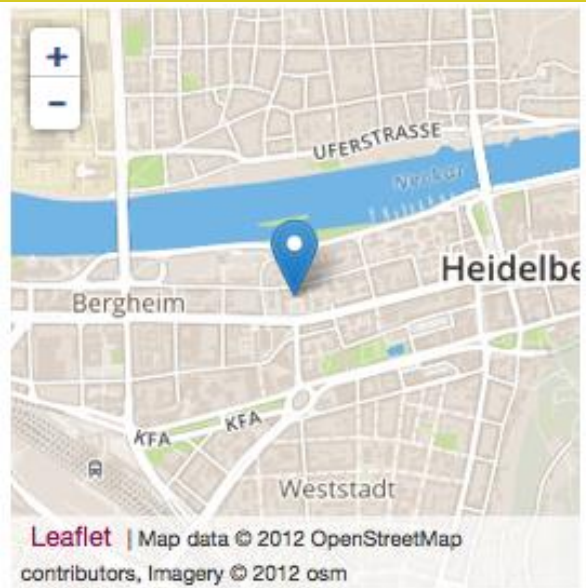 +
-
UFERSTRASSE
Neckar
Heidelbe
Bergheim
KFA
KFA
Weststadt
Leaflet | Map data © 2012 OpenStreetMap
contributors, Imagery © 2012 osm